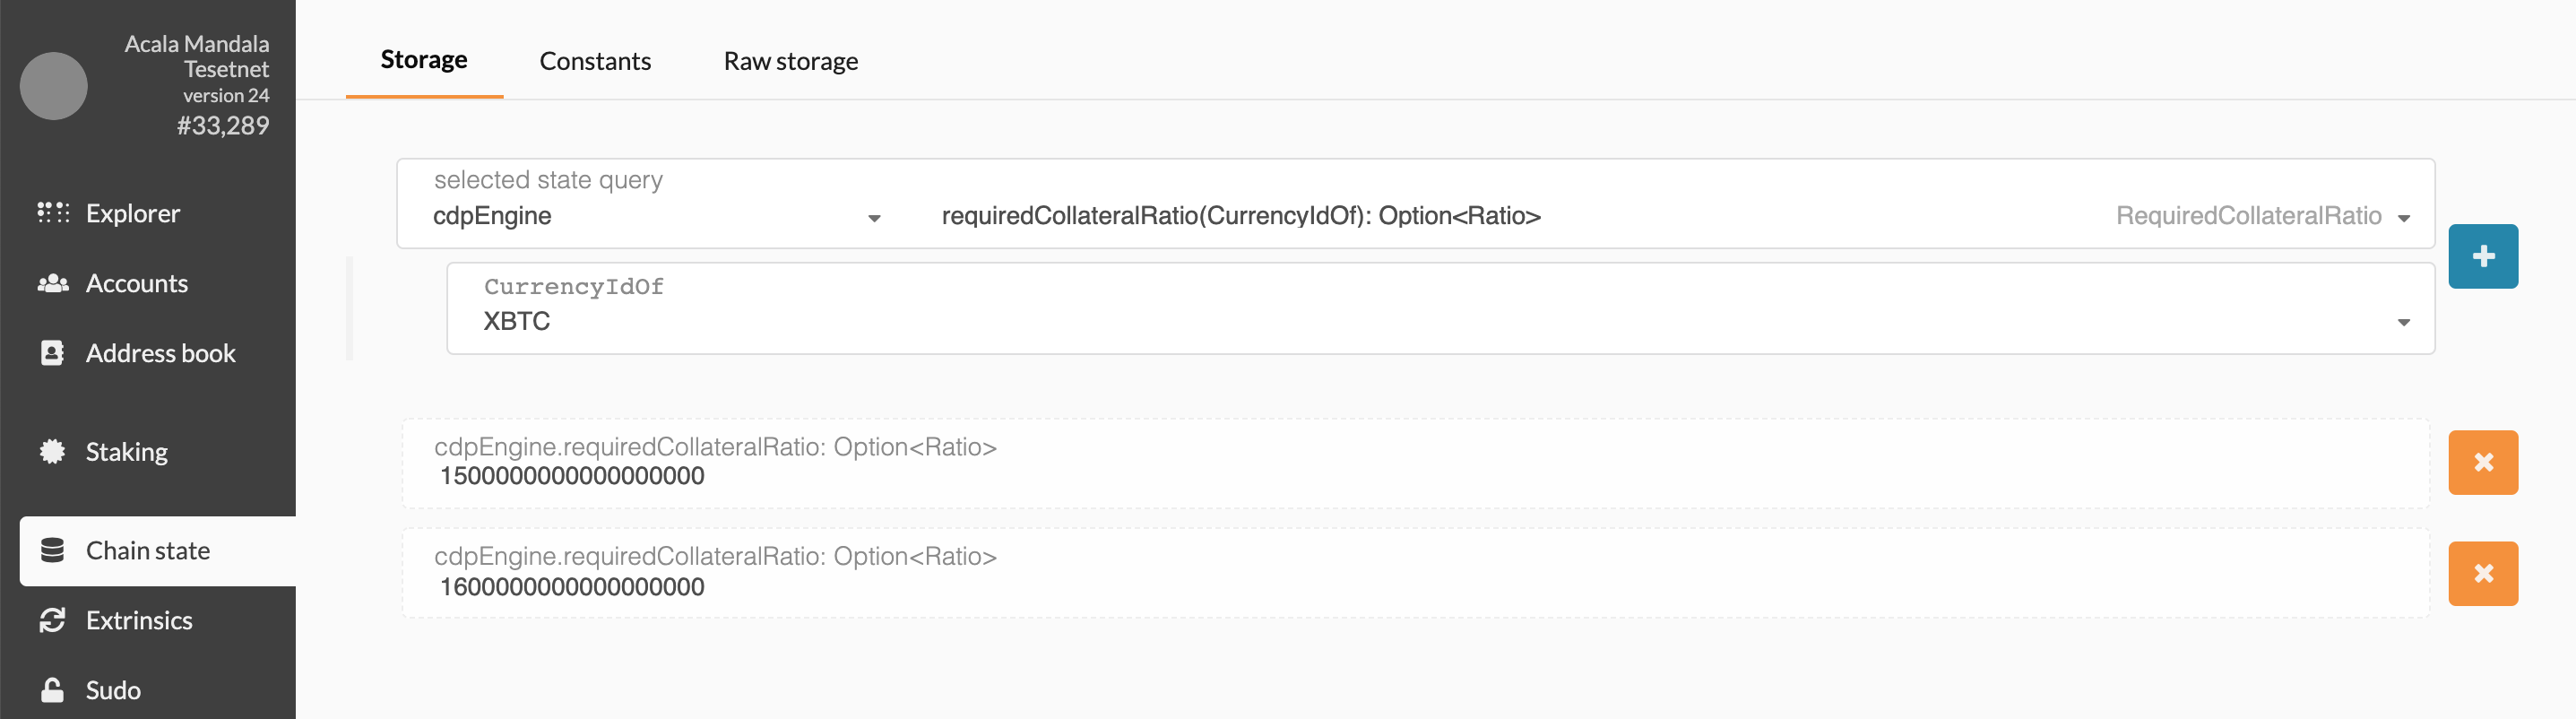 Acala Mandala
Tesetnet
version 24
#33,289
Explorer
Accounts
Address book
Staking
Chain state
Extrinsics
Sudo
Storage Constants Raw storage
selected state query
cdpEngine requiredCollateralRatio(CurrencyIdOf): Option<Ratio> RequiredCollateralRatio
CurrencyIdOf
XBTC
cdpEngine.requiredCollateralRatio: Option<Ratio>
1500000000000000000
cdpEngine.requiredCollateralRatio: Option<Ratio>
1600000000000000000